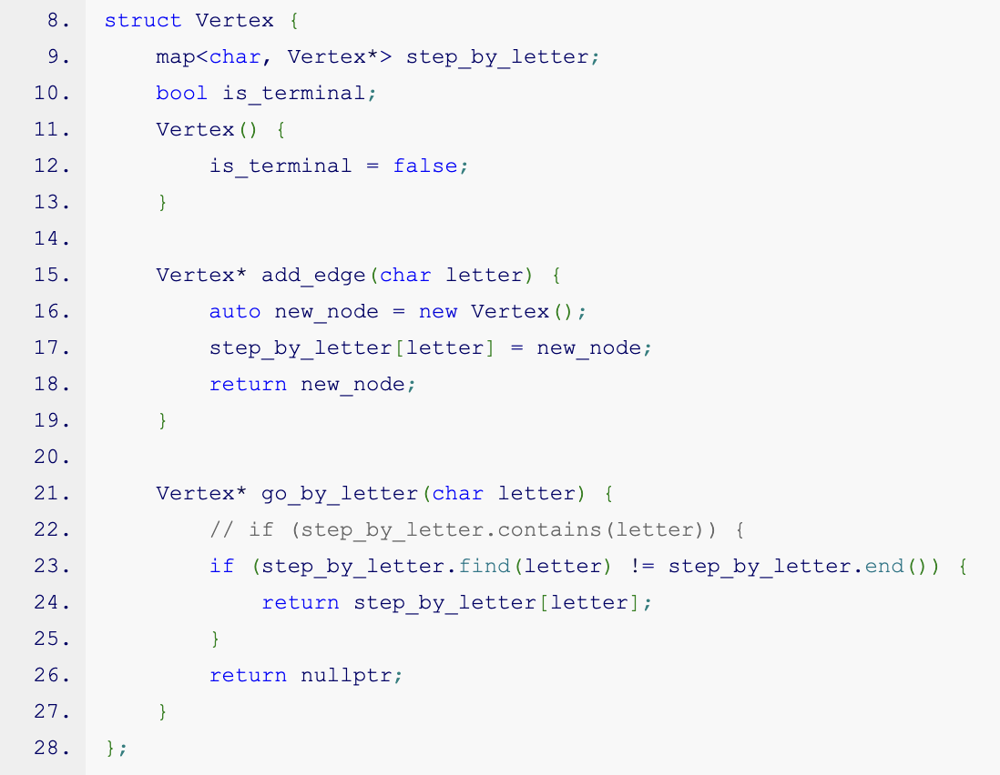 8. struct Vertex {
9. map<char, Vertex*> step_by_letter;
10. bool is_terminal;
11. Vertex() {
12. is_terminal = false;
13. }
14.
15. Vertex* add_edge(char letter) {
16. auto new_node = new Vertex();
17. step_by_letter[letter] = new_node;
18. return new_node;
19. }
20.
21. Vertex* go_by_letter(char letter) {
22. // if (step_by_letter.contains(letter)) {
23. if (step_by_letter.find(letter) != step_by_letter.end()) {
24. return step_by_letter[letter];
25. }
26. return nullptr;
27. }
28. };